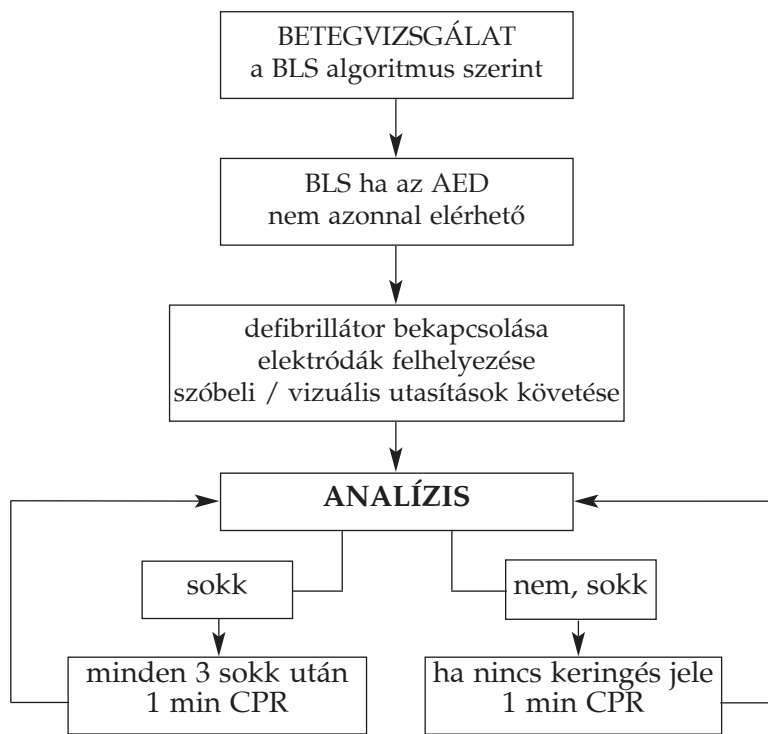 BETEGVIZSGÁLAT
a BLS algoritmus szerint
BLS ha az AED
nem azonnal elérhető
defibrillátor bekapcsolása
elektródák felhelyezése
szóbeli / vizuális utasítások követése
ANALÍZIS
sokk
nem, sokk
minden 3 sokk után
1 min CPR
ha nincs keringés jele
1 min CPR